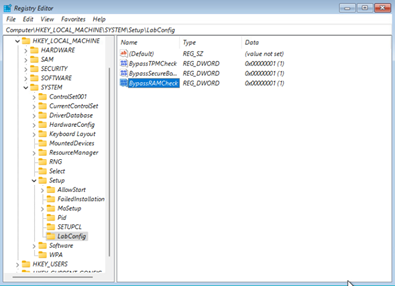 Registry Editor
File Edit View Favorites Help
Computer\HKEY_LOCAL_MACHINE\SYSTEM\Setup\LabConfig
HKEY_LOCAL_MACHINE
HARDWARE
SAM
SECURITY
SOFTWARE
SYSTEM
ControlSet001
CurrentControlSet
DriverDatabase
HardwareConfig
Keyboard Layout
MountedDevices
ResourceManager
RNG
Select
Setup
AllowStart
FailedInstallation
MoSetup
Pid
SETUPCL
LabConfig
Software
WPA
HKEY_USERS
HKEY_CURRENT_CONFIG
Name Type Data
(Default) REG_SZ (value not set)
BypassTPMCheck REG_DWORD 0x00000001 (1)
BypassSecureBo... REG_DWORD 0x00000001 (1)
BypassRAMCheck REG_DWORD 0x00000001 (1)